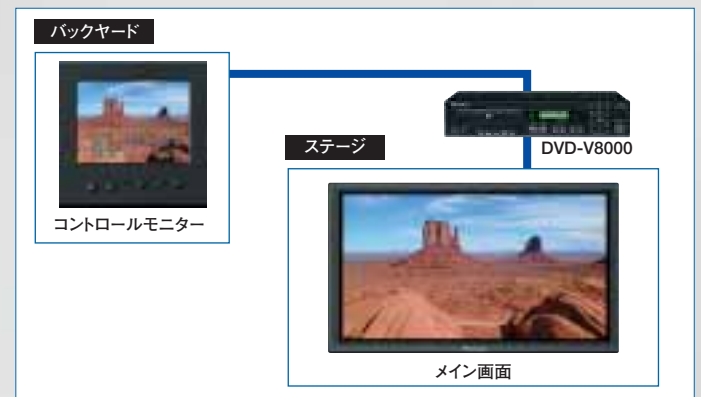 バックヤード
コントロールモニター
DVD-V8000
ステージ
メイン画面